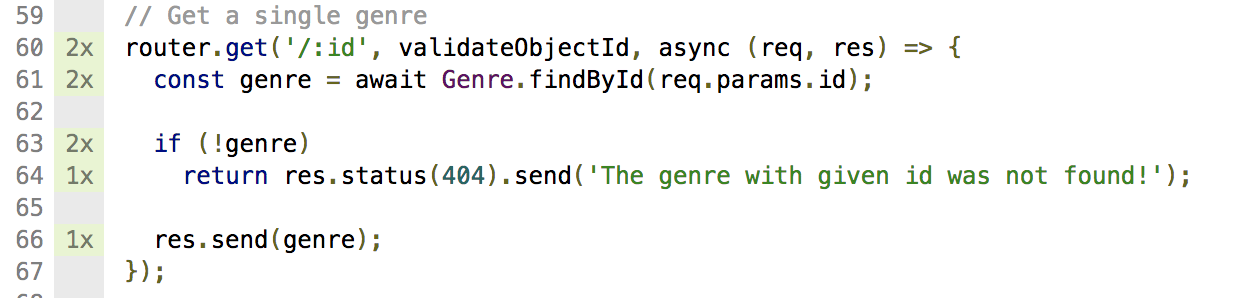 59 // Get a single genre
60 2x router.get('/:id', validateObjectId, async (req, res) => {
61 2x const genre = await Genre.findById(req.params.id);
62
63 2x if (!genre)
64 1x return res.status(404).send('The genre with given id was not found!');
65
66 1x res.send(genre);
67 });